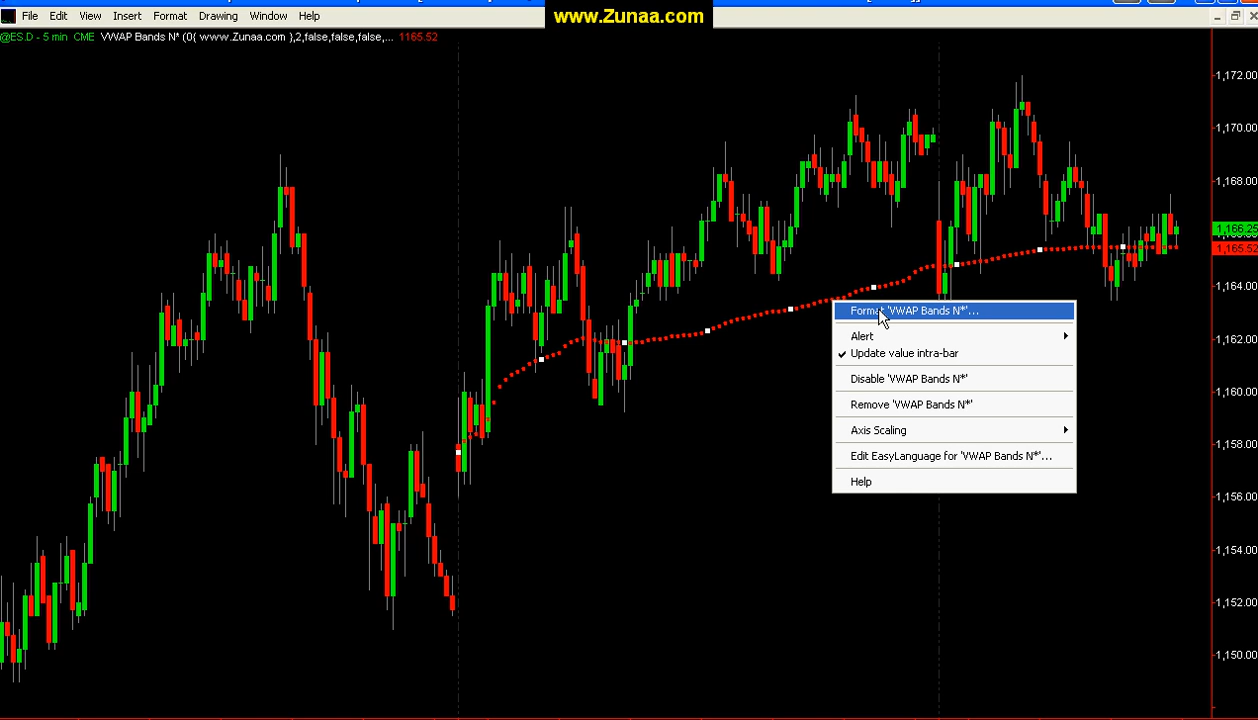 www.Zunaa.com
File Edit View Insert Format Drawing Window Help
@ES.D - 5 min CME VWAP Bands N* (0{ www.Zunaa.com },2,false,false,false,... 1165.52
1,172.00
1,170.00
1,168.00
1,166.25
1,165.52
1,164.00
1,162.00
1,160.00
1,158.00
1,156.00
1,154.00
1,152.00
1,150.00
Format 'VWAP Bands N*'...
Alert
Update value intra-bar
Disable 'VWAP Bands N*'
Remove 'VWAP Bands N*'
Axis Scaling
Edit EasyLanguage for 'VWAP Bands N*'...
Help